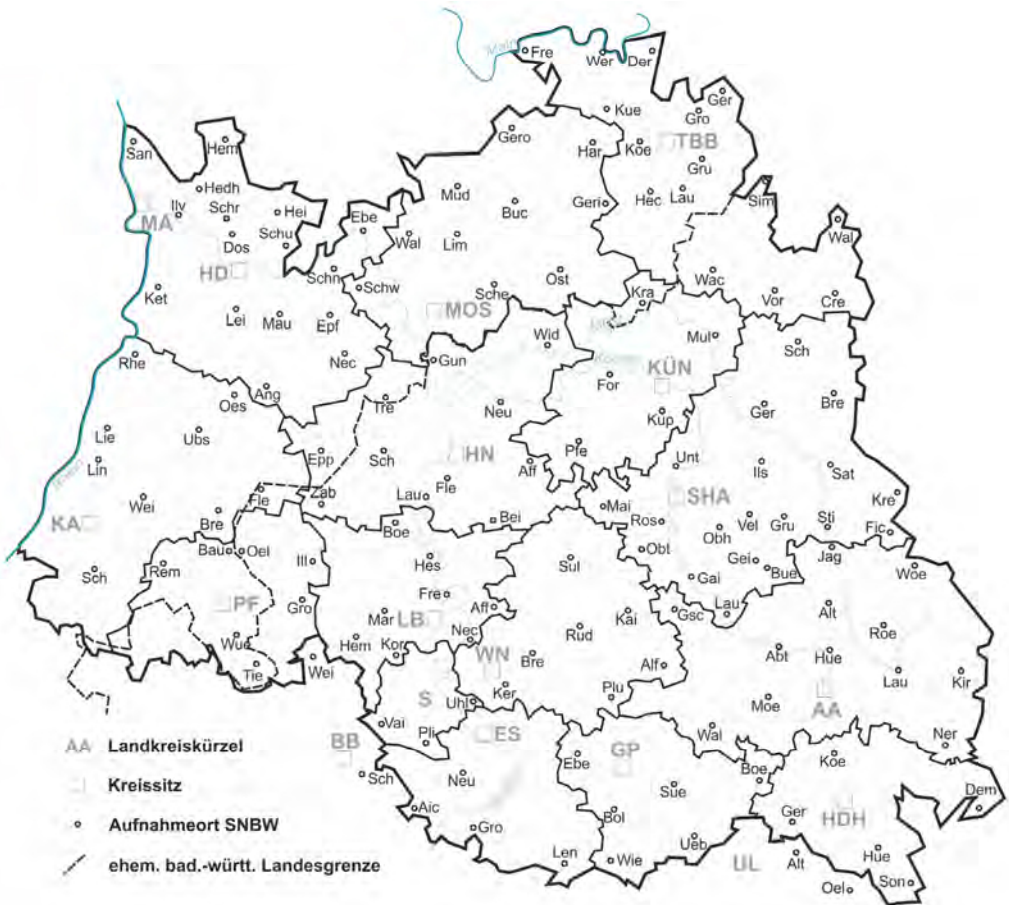 Main
Fre
Wer
Der
Ger
Kue
Gro
Gero
San
Hem
Här
Koe
TBB
Gru
Hedh
Mud
Hec
Lau
Sim
Ilv
Schr
Hei
Buc
Geri
MA
Dos
Schu
Ebe
Wal
Lim
Wal
HD
Schn
Schw
Sche
Ost
Wac
Ket
Kra
Vor
Cre
Lei
Mau
Epf
MOS
Jagst
Wid
Mul
Sch
Rhe
Nec
Gun
Kocher
KÜN
Oes
Ang
Tre
Neu
For
Ger
Bre
Lie
Ubs
Kup
Lin
Epp
Sch
HN
Aff
Pfe
Unt
Ils
Sat
Rhein
Wei
Fle
Zab
Lau
Fle
SHA
Kre
KA
Bre
Boe
Bei
Mai
Ros
Vel
Gru
Sti
Fic
Bau
Oel
Ill
Hes
Sul
Obt
Obh
Gei
Bue
Jag
Woe
Sch
Rem
Gai
PF
Gro
Mar
Fre
LB
Aff
Rud
Kai
Gsc
Lau
Alt
Roe
Wu
Hem
Kor
Nec
WN
Bre
Abt
Hüe
Tie
Wei
Alf
Lau
Kir
S
Uhl
Ker
Plu
Moe
AA
Vai
Pli
ES
Wal
Ner
AA Landkreiskürzel
BB
GP
Ebe
Koe
Boe
Kreissitz
Sch
Neu
Sue
Dem
Aufnahmeort SNBW
Aic
Bol
Ger
HDH
Gro
Ueb
ehem. bad.-württ. Landesgrenze
Len
Wie
UL
Alt
Hue
Oel
Son